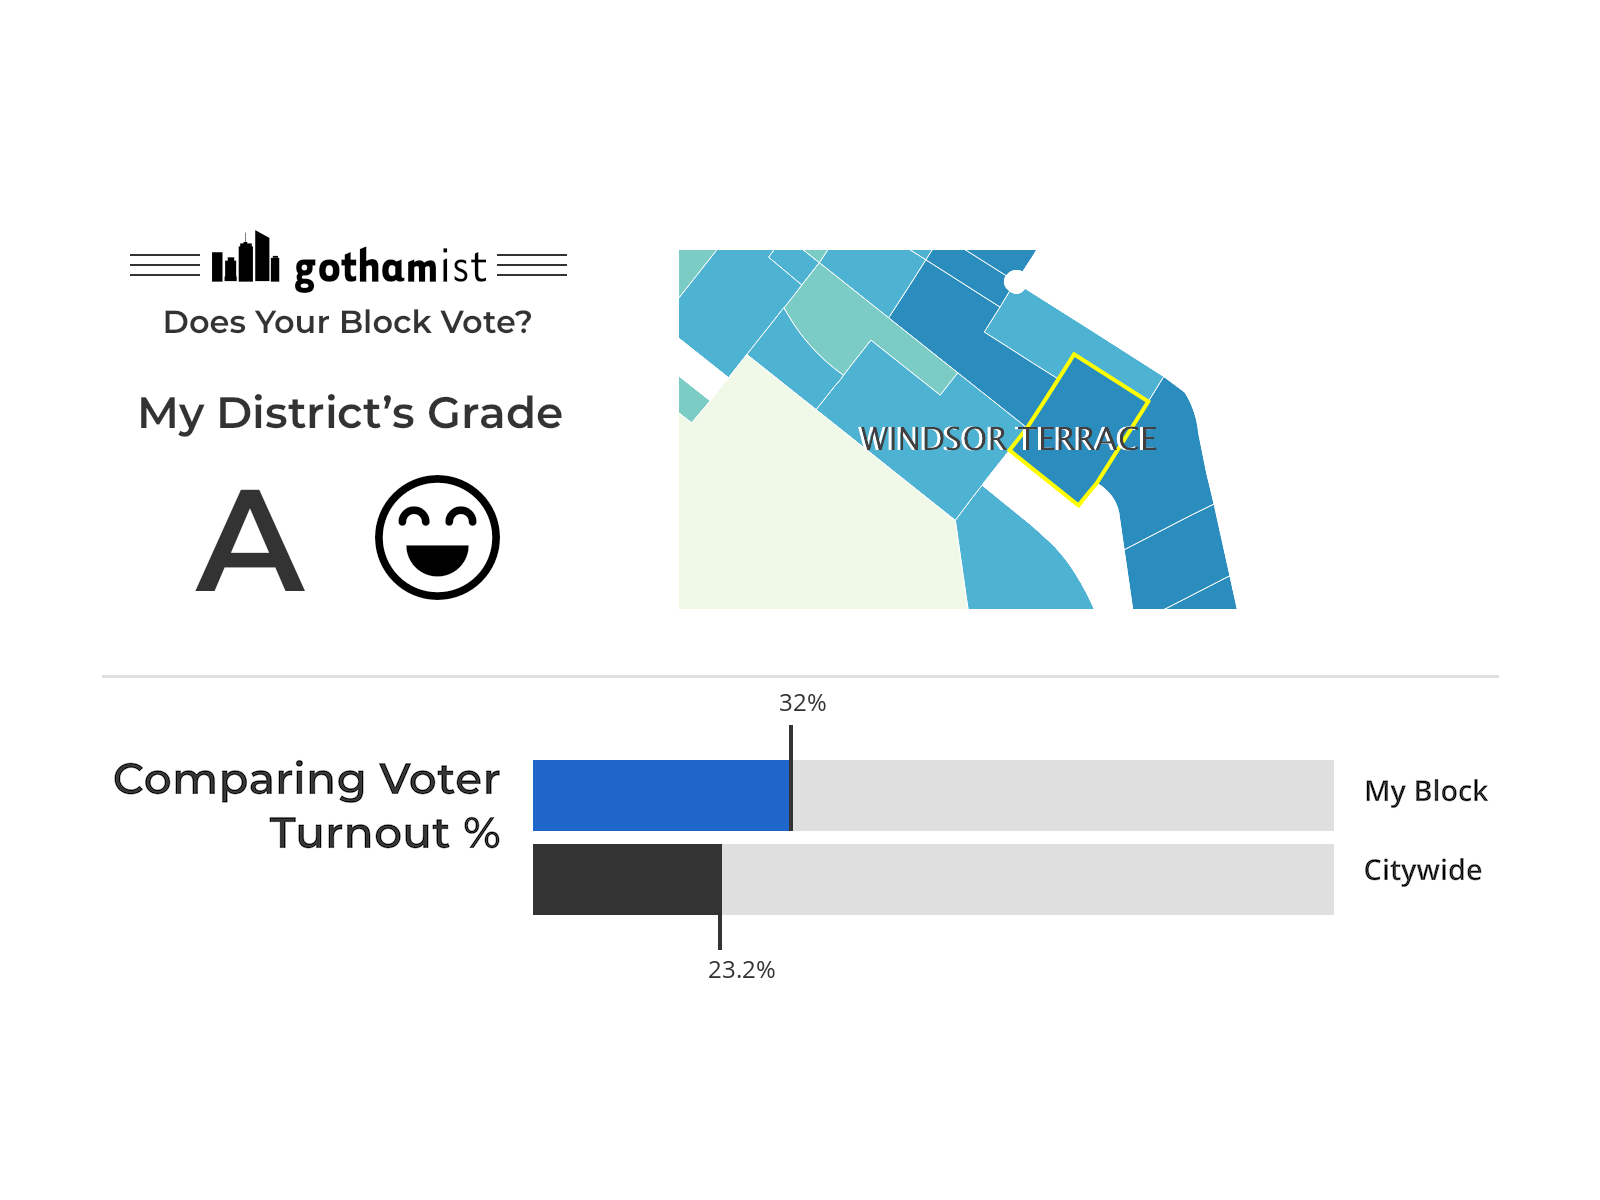 gothamist
Does Your Block Vote?
My District’s Grade
A
WINDSOR TERRACE
32%
Comparing Voter
Turnout %
My Block
Citywide
23.2%